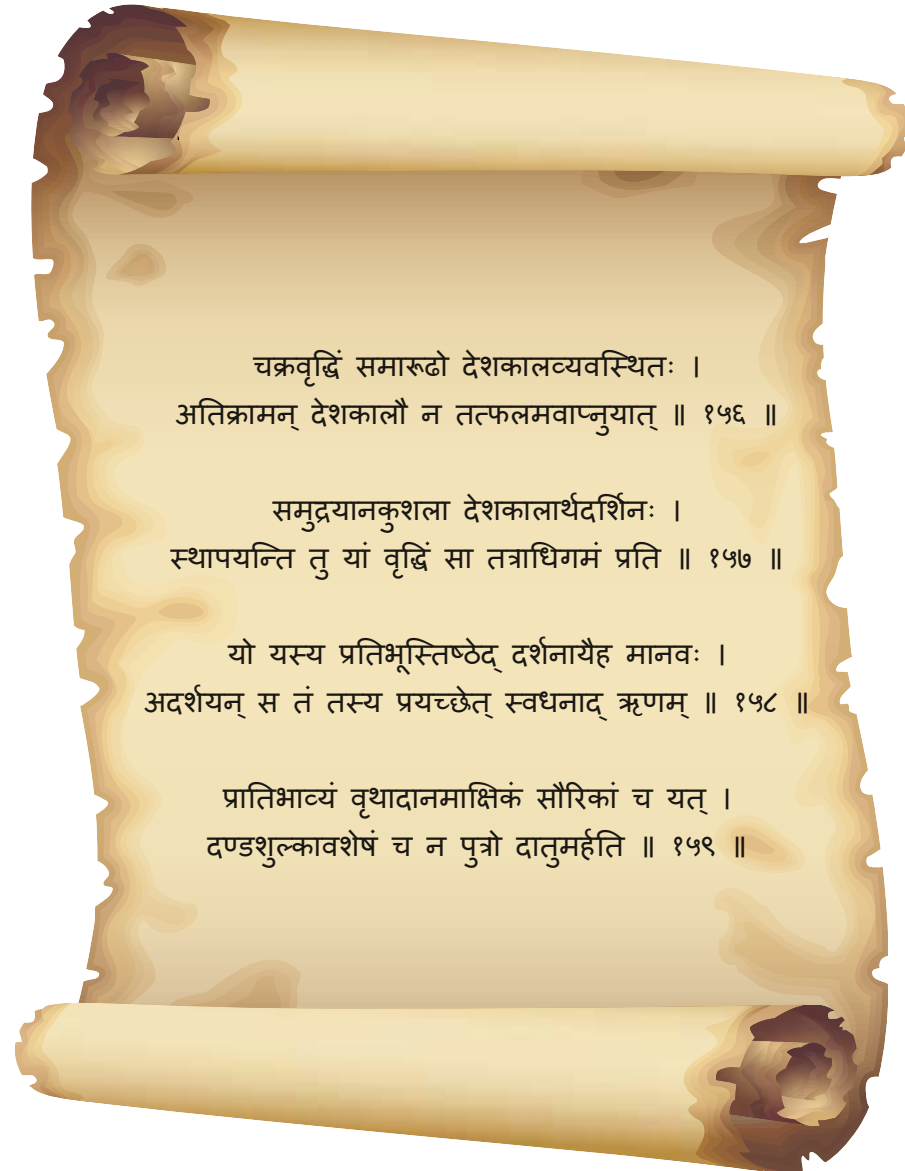 चक्रवृद्धिं समारूढो देशकालव्यवस्थितः ।
अतिक्रामन् देशकालौ न तत्फलमवाप्नुयात् ॥ १५६ ॥
समुद्रयानकुशला देशकालार्थदर्शिनः ।
स्थापयन्ति तु यां वृद्धिं सा तत्राधिगमं प्रति ॥ १५७ ॥
यो यस्य प्रतिभूस्तिष्ठेद् दर्शनायैह मानवः ।
अदर्शयन् स तं तस्य प्रयच्छेत् स्वधनाद् ऋणम् ॥ १५८ ॥
प्रातिभाव्यं वृथादानमाक्षिकं सौरिकां च यत् ।
दण्डशुल्कावशेषं च न पुत्रो दातुमर्हति ॥ १५९ ॥